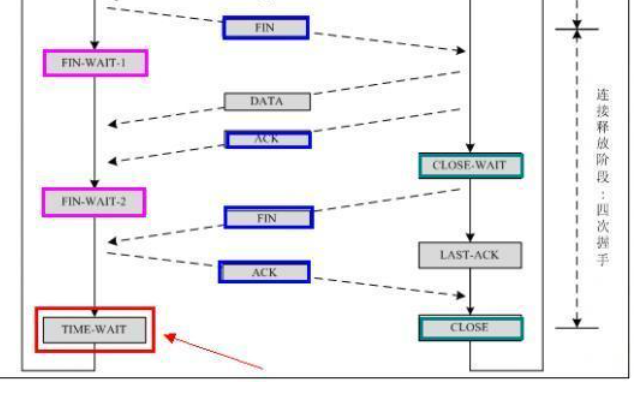 FIN
FIN-WAIT-1
DATA
ACK
CLOSE-WAIT
FIN-WAIT-2
FIN
LAST-ACK
ACK
TIME-WAIT
CLOSE
连接释放阶段：四次握手